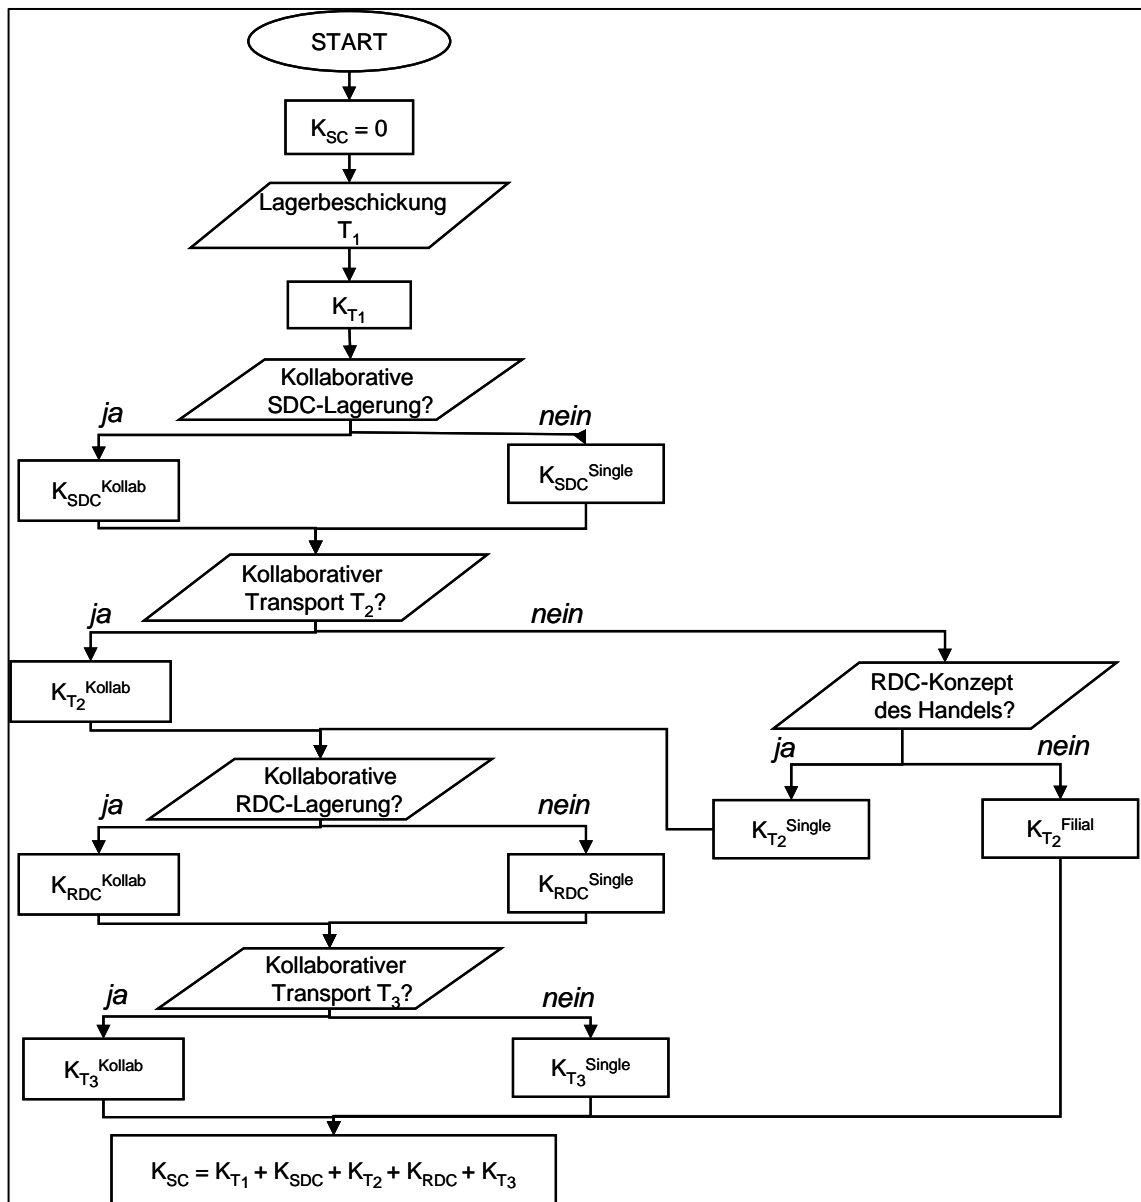 START
K_SC = 0
Lagerbeschickung
T_1
K_T1
Kollaborative
SDC-Lagerung?
ja
nein
K_SDC^Kollab
K_SDC^Single
Kollaborativer
Transport T_2?
ja
nein
K_T2^Kollab
RDC-Konzept
des Handels?
ja
nein
K_T2^Single
K_T2^Filial
Kollaborative
RDC-Lagerung?
ja
nein
K_RDC^Kollab
K_RDC^Single
Kollaborativer
Transport T_3?
ja
nein
K_T3^Kollab
K_T3^Single
K_SC = K_T1 + K_SDC + K_T2 + K_RDC + K_T3